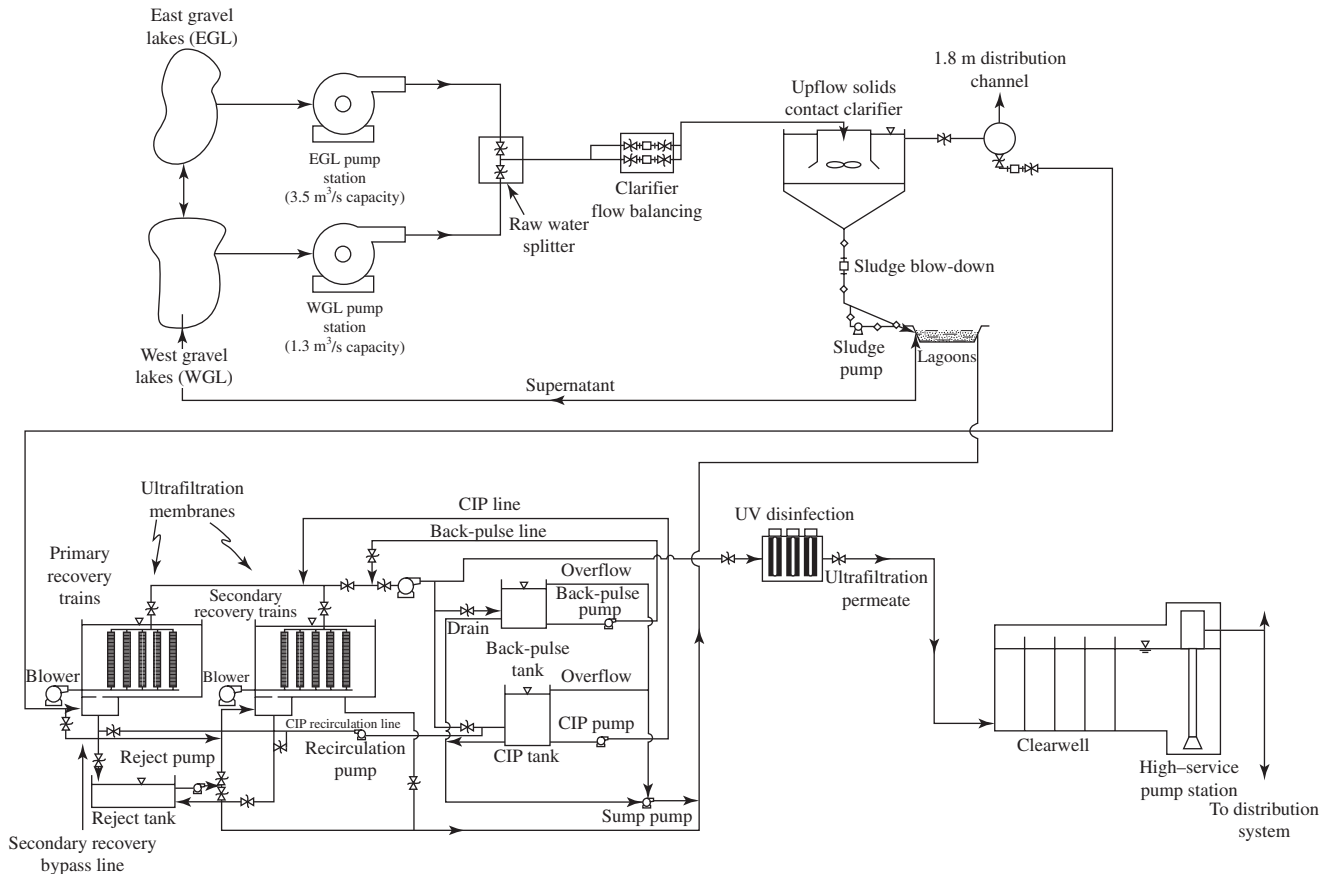 East gravel
lakes (EGL)
EGL pump
station
(3.5 m³/s capacity)
WGL pump
station
(1.3 m³/s capacity)
West gravel
lakes (WGL)
Raw water
splitter
Clarifier
flow balancing
Upflow solids
contact clarifier
1.8 m distribution
channel
Sludge blow-down
Sludge
pump
Lagoons
Supernatant
Ultrafiltration
membranes
Primary
recovery
trains
Secondary
recovery trains
CIP line
Back-pulse line
Blower
Blower
Overflow
Back-pulse
pump
Drain
Back-pulse
tank
Overflow
CIP pump
CIP tank
CIP recirculation line
Recirculation
pump
Reject pump
Reject tank
Sump pump
Secondary recovery
bypass line
UV disinfection
Ultrafiltration
permeate
Clearwell
High–service
pump station
To distribution
system